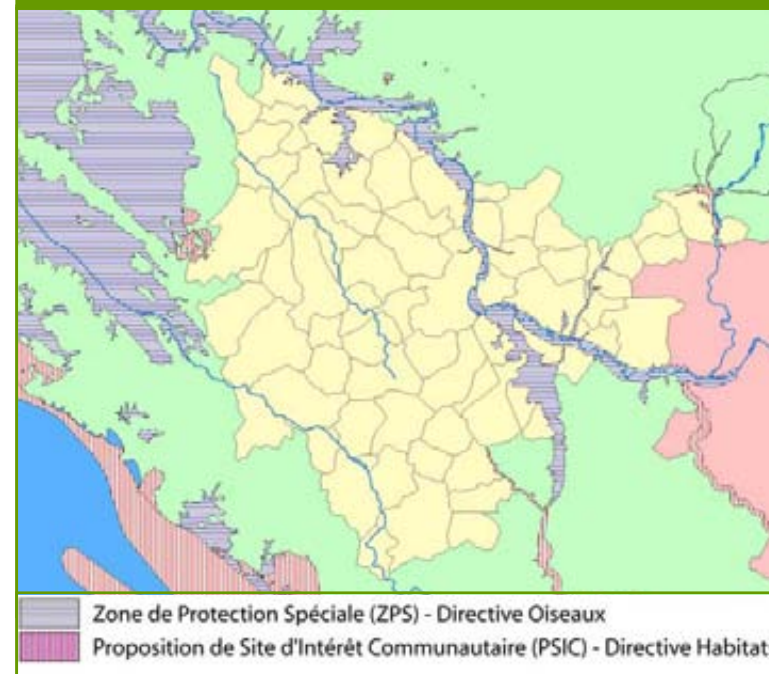 Zone de Protection Spéciale (ZPS) - Directive Oiseaux
Proposition de Site d'Intérêt Communautaire (PSIC) - Directive Habitat